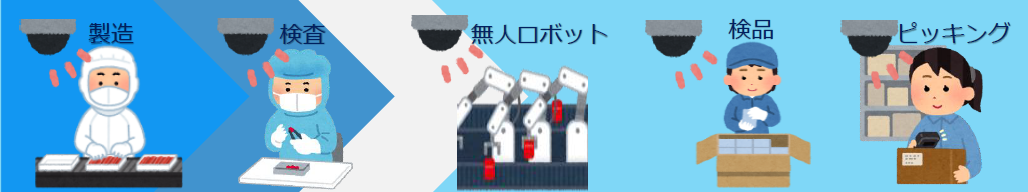 製造
検査
無人ロボット
検品
ピッキング